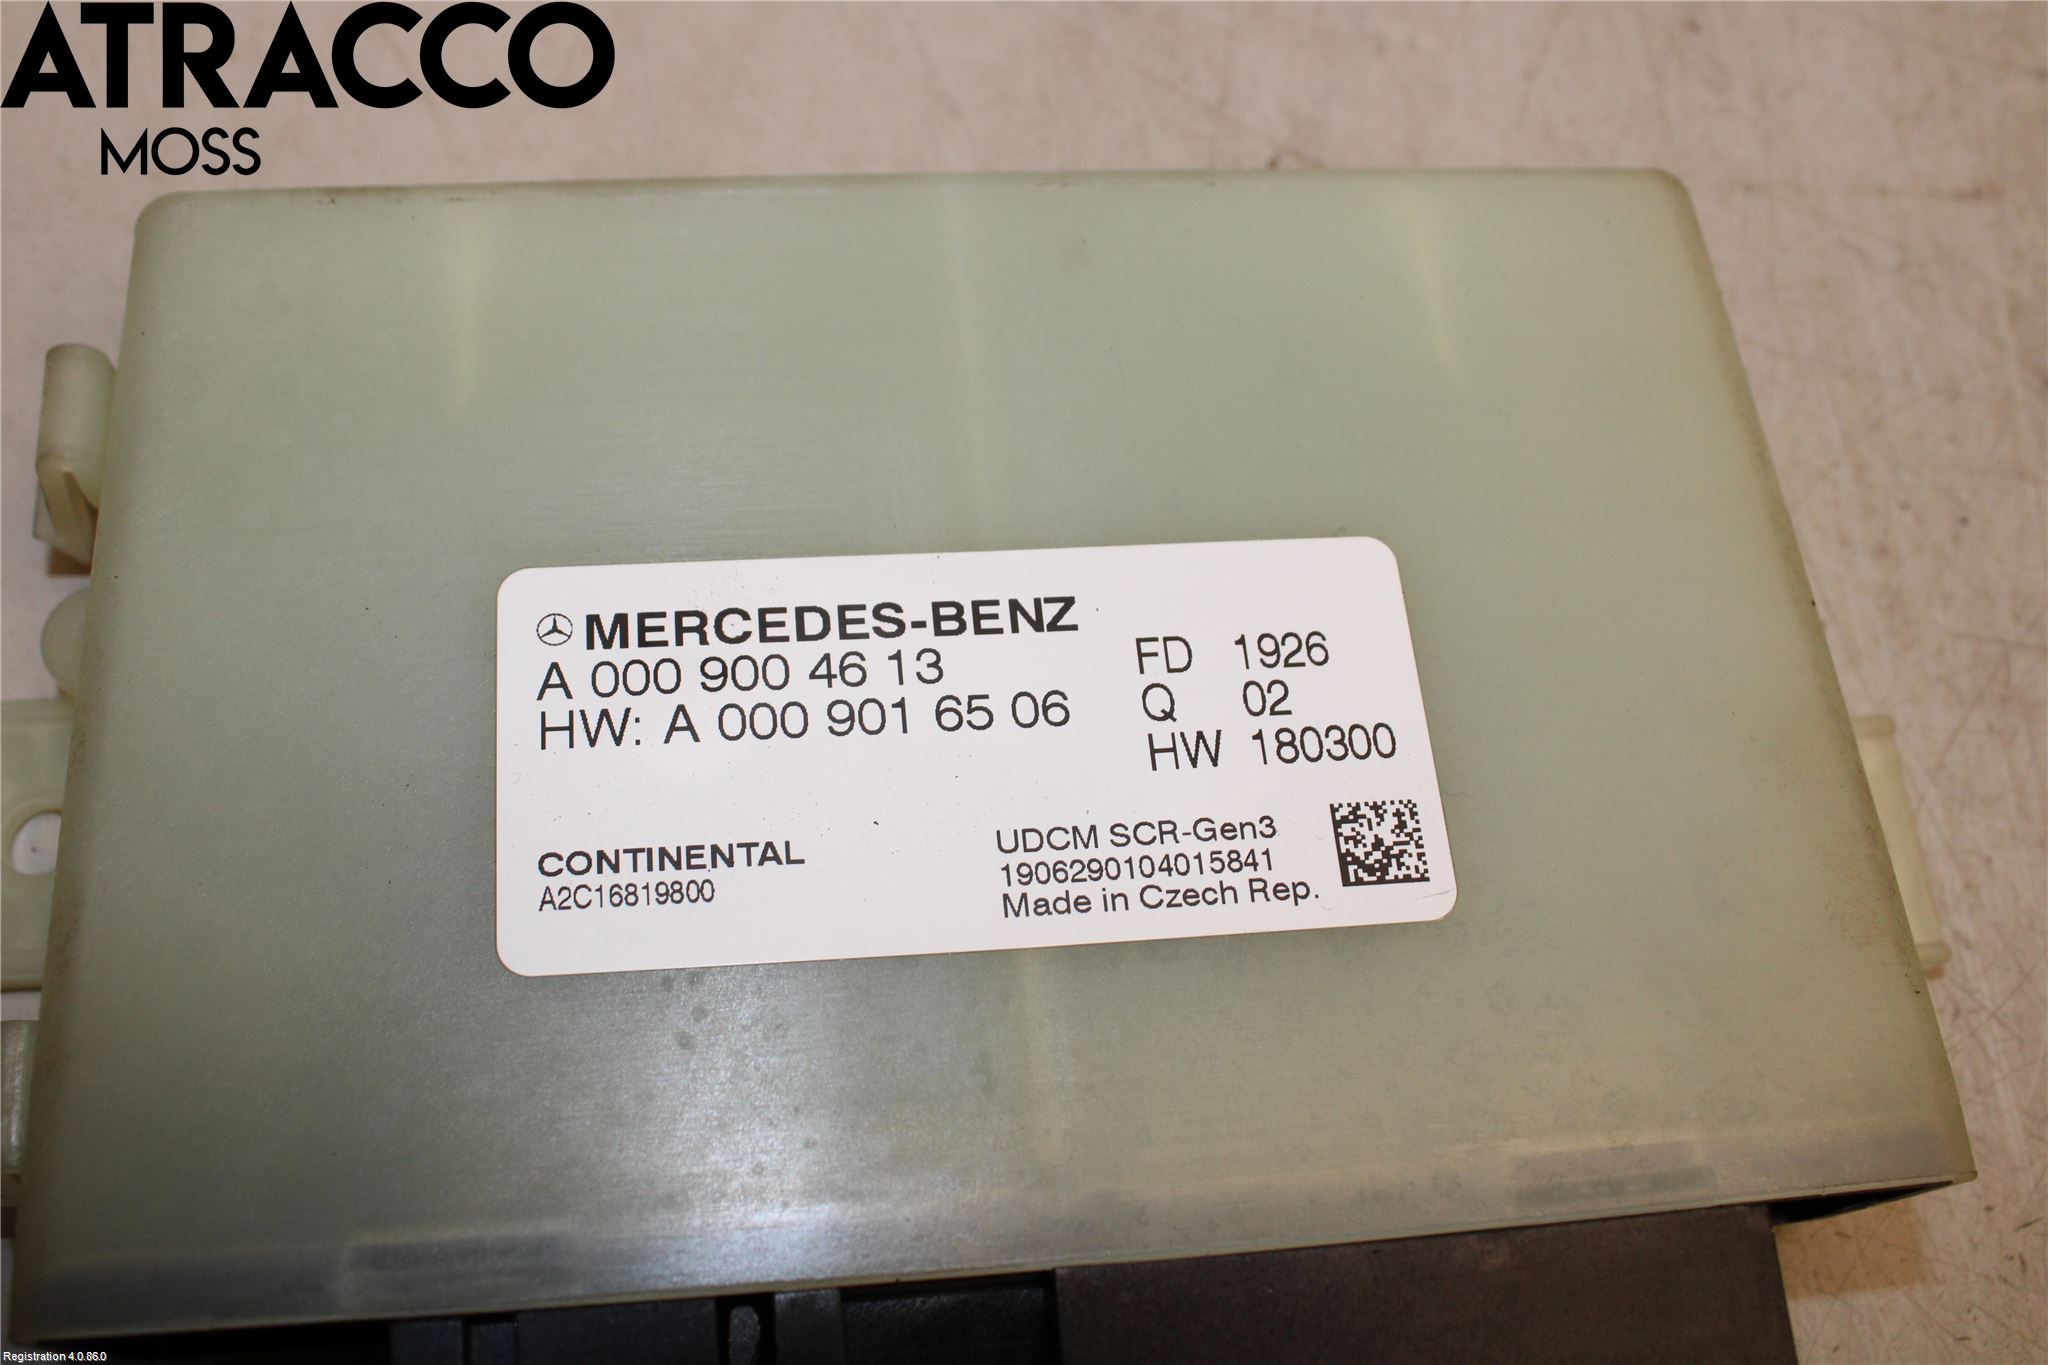 ATRACCO
MOSS
MERCEDES-BENZ
A 000 900 46 13
HW: A 000 901 65 06
FD 1926
Q 02
HW 180300
CONTINENTAL
A2C16819800
UDCM SCR-Gen3
1906290104015841
Made in Czech Rep.
Registration 4.0.86.0